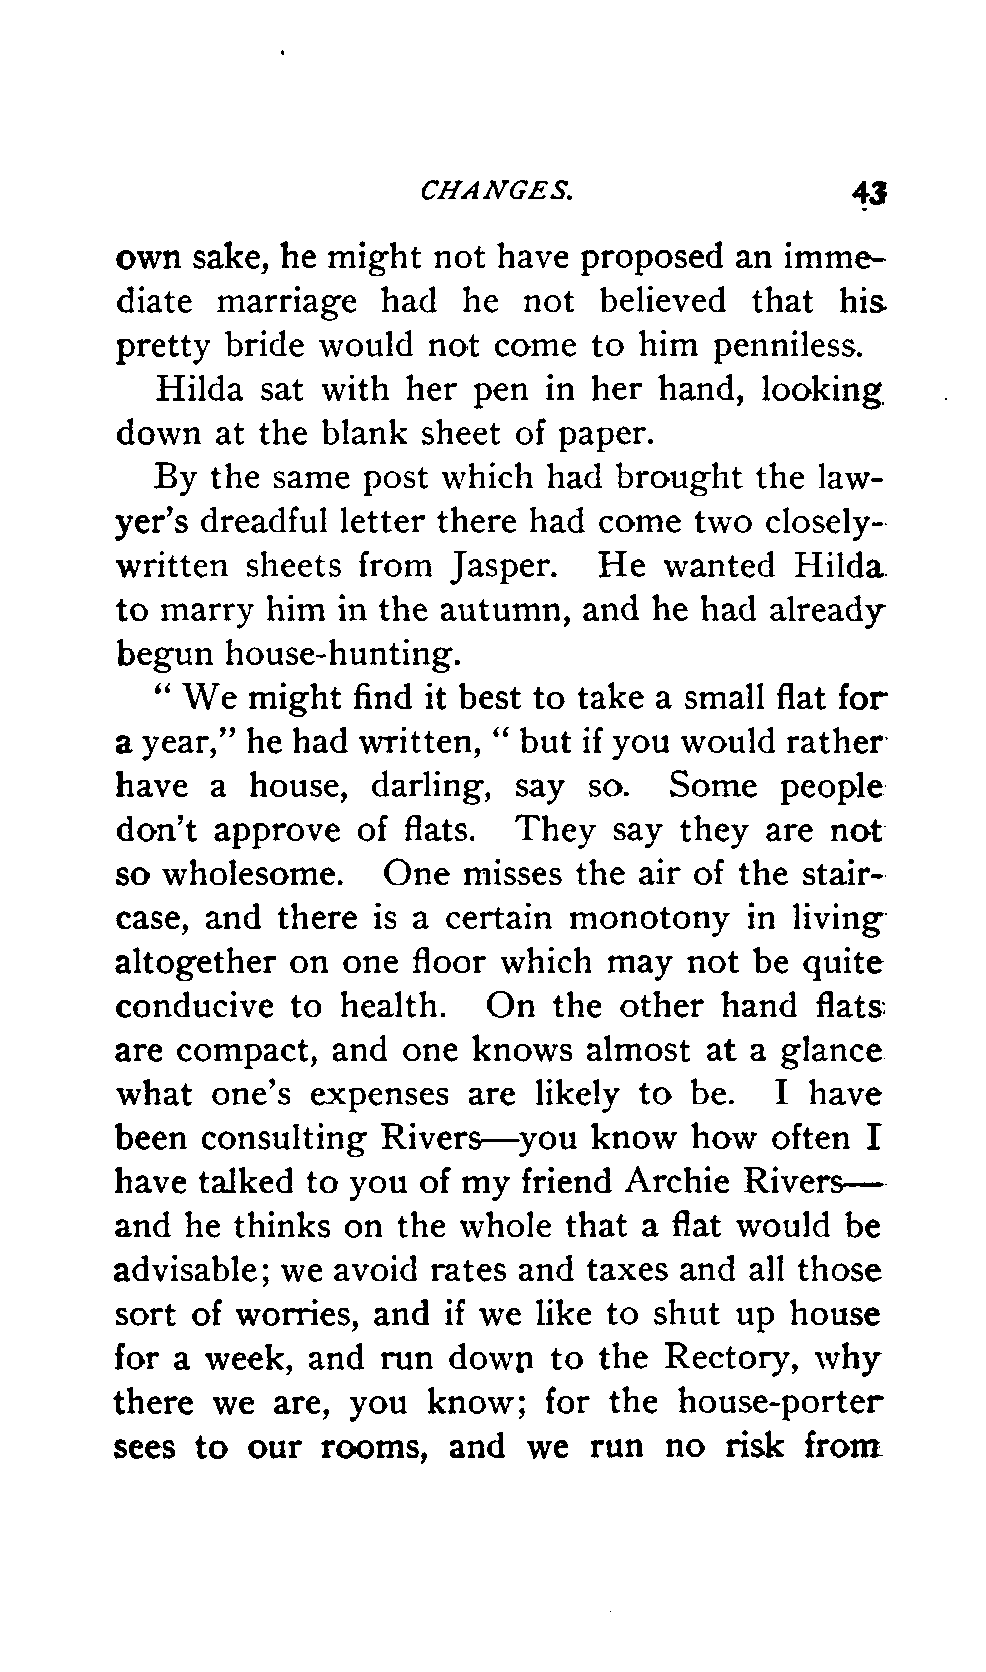 CHANGES. 43
own sake, he might not have proposed an imme-
diate marriage had he not believed that his
pretty bride would not come to him penniless.
Hilda sat with her pen in her hand, looking
down at the blank sheet of paper.
By the same post which had brought the law-
yer's dreadful letter there had come two closely-
written sheets from Jasper. He wanted Hilda
to marry him in the autumn, and he had already
begun house-hunting.
" We might find it best to take a small flat for
a year," he had written, " but if you would rather
have a house, darling, say so. Some people
don't approve of flats. They say they are not
so wholesome. One misses the air of the stair-
case, and there is a certain monotony in living
altogether on one floor which may not be quite
conducive to health. On the other hand flats
are compact, and one knows almost at a glance
what one's expenses are likely to be. I have
been consulting Rivers—you know how often I
have talked to you of my friend Archie Rivers—
and he thinks on the whole that a flat would be
advisable; we avoid rates and taxes and all those
sort of worries, and if we like to shut up house
for a week, and run down to the Rectory, why
there we are, you know; for the house-porter
sees to our rooms, and we run no risk from